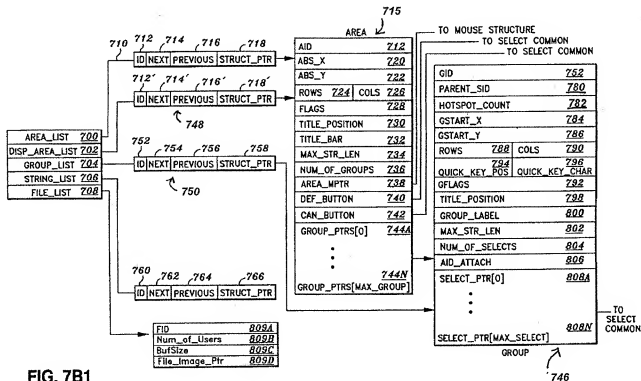 AREA 715
TO MOUSE STRUCTURE
TO SELECT COMMON
TO SELECT COMMON
710 712 714 716 718
ID NEXT PREVIOUS STRUCT_PTR
712' 714' 716' 718'
ID NEXT PREVIOUS STRUCT_PTR
748
AREA_LIST 700
DISP_AREA_LIST 702
GROUP_LIST 704
STRING_LIST 706
FILE_LIST 708
752 754 756 758
ID NEXT PREVIOUS STRUCT_PTR
750
760 762 764 766
ID NEXT PREVIOUS STRUCT_PTR
FID 809A
Num_of_Users 809B
BufSize 809C
File_Image_Ptr 809D
AID 712
ABS_X 720
ABS_Y 722
ROWS 724 COLS 726
FLAGS 728
TITLE_POSITION 730
TITLE_BAR 732
MAX_STR_LEN 734
NUM_OF_GROUPS 736
AREA_MPTR 738
DEF_BUTTON 740
CAN_BUTTON 742
GROUP_PTRS[0] 744A
744N
GROUP_PTRS[MAX_GROUP]
GID 752
PARENT_SID 780
HOTSPOT_COUNT 782
GSTART_X 784
GSTART_Y 786
ROWS 788 COLS 790
794 796
QUICK_KEY_POS QUICK_KEY_CHAR
GFLAGS 792
TITLE_POSITION 798
GROUP_LABEL 800
MAX_STR_LEN 802
NUM_OF_SELECTS 804
AID_ATTACH 806
SELECT_PTR[0] 808A
808N
SELECT_PTR[MAX_SELECT]
GROUP
746
TO
SELECT
COMMON
FIG. 7B1